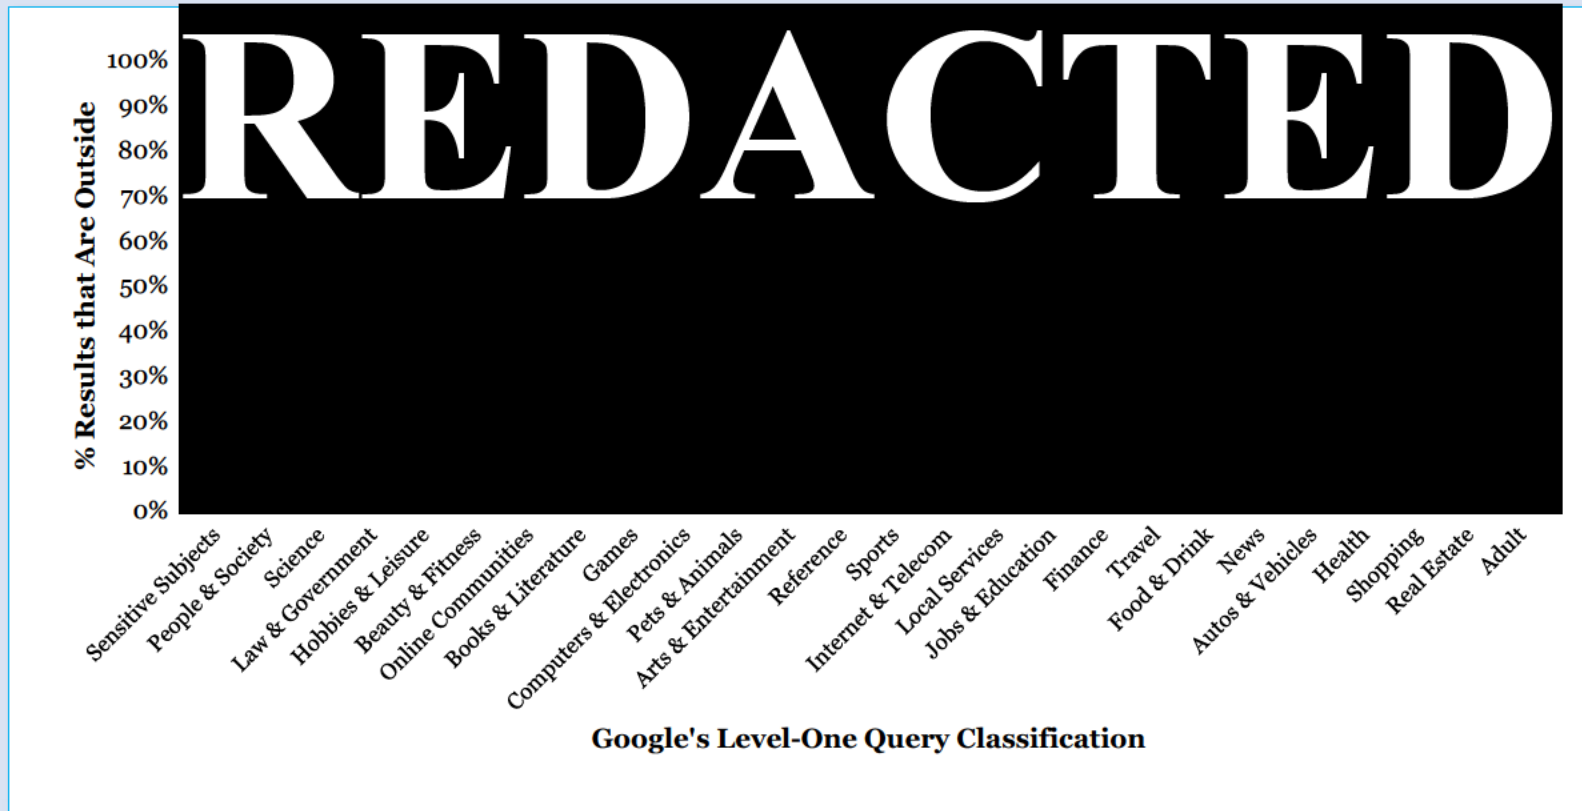 REDACTED
% Results that Are Outside
100%
90%
80%
70%
60%
50%
40%
30%
20%
10%
0%
Sensitive Subjects
People & Society
Science
Law & Government
Hobbies & Leisure
Beauty & Fitness
Online Communities
Books & Literature
Games
Computers & Electronics
Pets & Animals
Arts & Entertainment
Reference
Sports
Internet & Telecom
Local Services
Jobs & Education
Finance
Travel
Food & Drink
News
Autos & Vehicles
Health
Shopping
Real Estate
Adult
Google's Level-One Query Classification